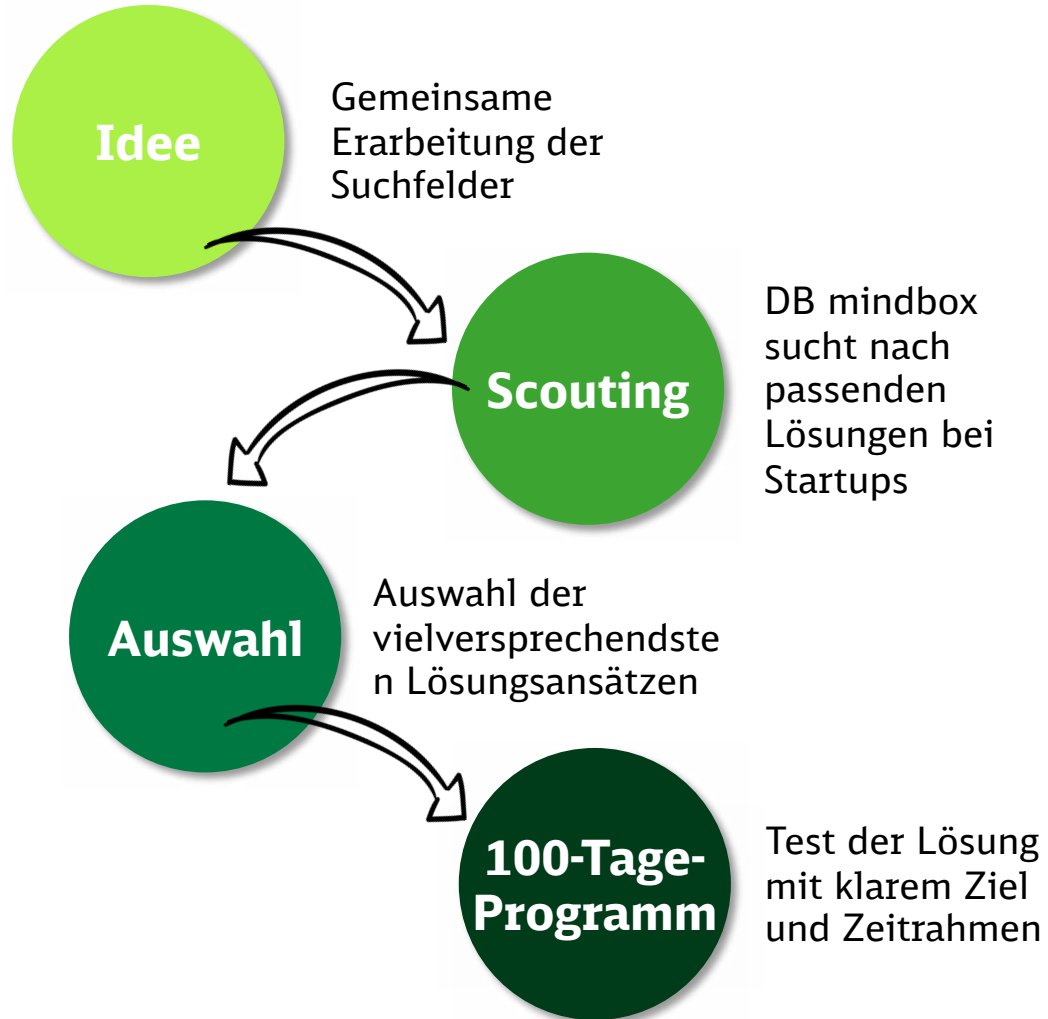 Idee
Gemeinsame
Erarbeitung der
Suchfelder
Scouting
DB mindbox
sucht nach
passenden
Lösungen bei
Startups
Auswahl
Auswahl der
vielversprechendste
n Lösungsansätzen
100-Tage-
Programm
Test der Lösung
mit klarem Ziel
und Zeitrahmen